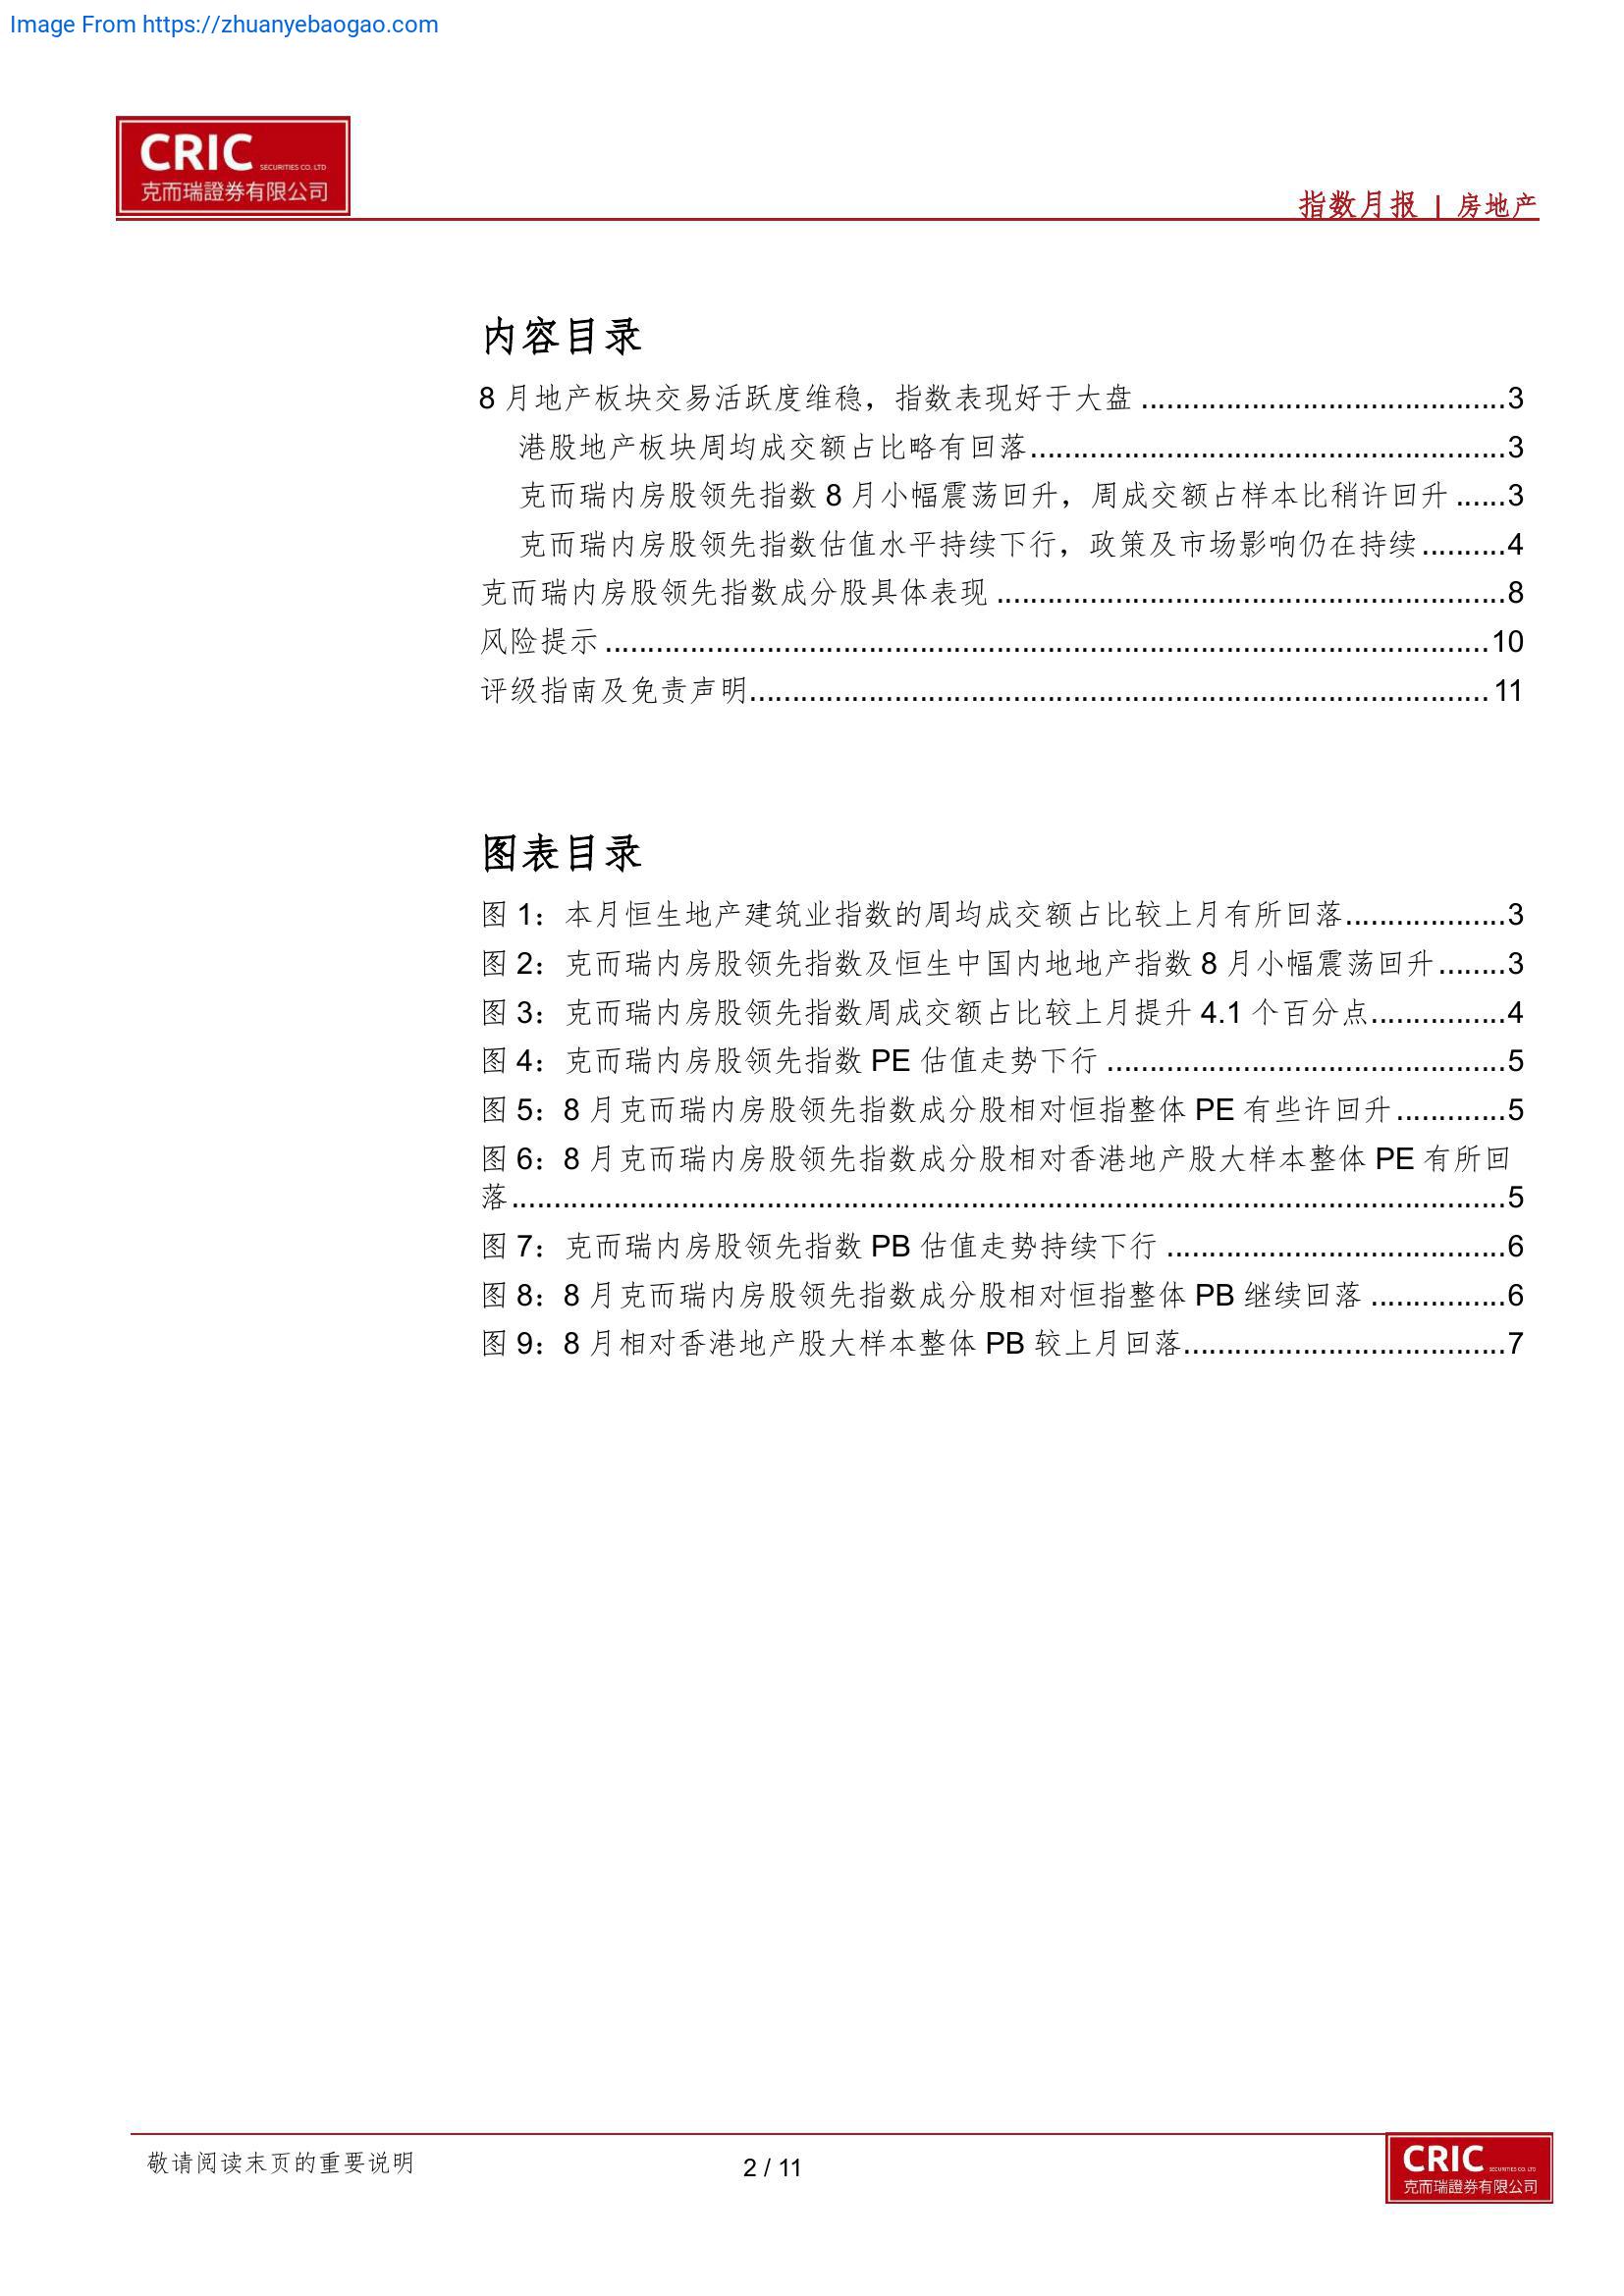 Image From https://zhuanyebaogao.com
CRIC SECURITIES CO. LTD
克而瑞證券有限公司
指数月报 | 房地产
内容目录
8 月地产板块交易活跃度维稳，指数表现好于大盘 ...........................................3
港股地产板块周均成交额占比略有回落........................................................3
克而瑞内房股领先指数 8 月小幅震荡回升，周成交额占样本比稍许回升 ......3
克而瑞内房股领先指数估值水平持续下行，政策及市场影响仍在持续..........4
克而瑞内房股领先指数成分股具体表现 ............................................................8
风险提示 ........................................................................................................10
评级指南及免责声明.......................................................................................11
图表目录
图 1：本月恒生地产建筑业指数的周均成交额占比较上月有所回落...................3
图 2：克而瑞内房股领先指数及恒生中国内地地产指数 8 月小幅震荡回升........3
图 3：克而瑞内房股领先指数周成交额占比较上月提升 4.1 个百分点................4
图 4：克而瑞内房股领先指数 PE 估值走势下行 ...............................................5
图 5：8 月克而瑞内房股领先指数成分股相对恒指整体 PE 有些许回升.............5
图 6：8 月克而瑞内房股领先指数成分股相对香港地产股大样本整体 PE 有所回
落.....................................................................................................................5
图 7：克而瑞内房股领先指数 PB 估值走势持续下行 ........................................6
图 8：8 月克而瑞内房股领先指数成分股相对恒指整体 PB 继续回落 ................6
图 9：8 月相对香港地产股大样本整体 PB 较上月回落......................................7
敬请阅读末页的重要说明
2 / 11
CRIC SECURITIES CO. LTD
克而瑞證券有限公司